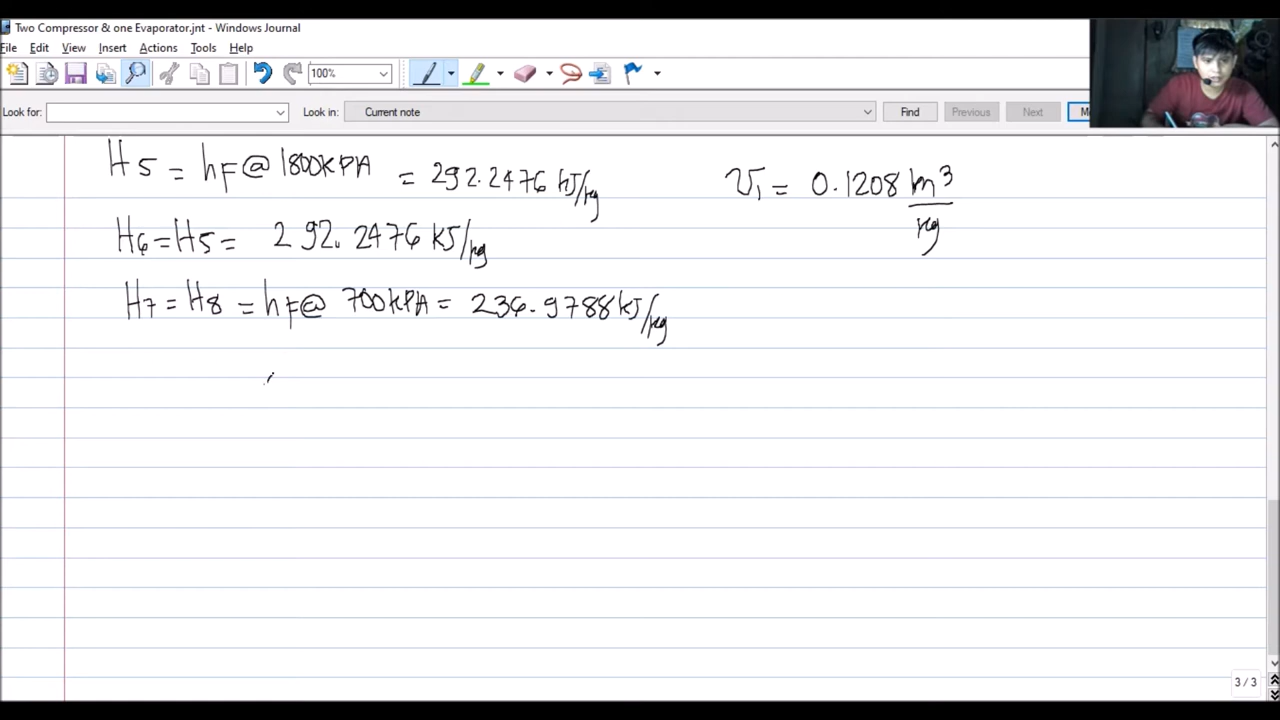 Two Compressor & one Evaporator.jnt - Windows Journal
File Edit View Insert Actions Tools Help
100%
Look for: Look in: Current note Find Previous Next
H5 = hF@ 1800KPA = 292.2476 kJ/kg
V1 = 0.1208 m3/kg
H6 = H5 = 292.2476 KJ/kg
H7 = H8 = hF@ 700KPA = 236.9788 kJ/kg
3 / 3